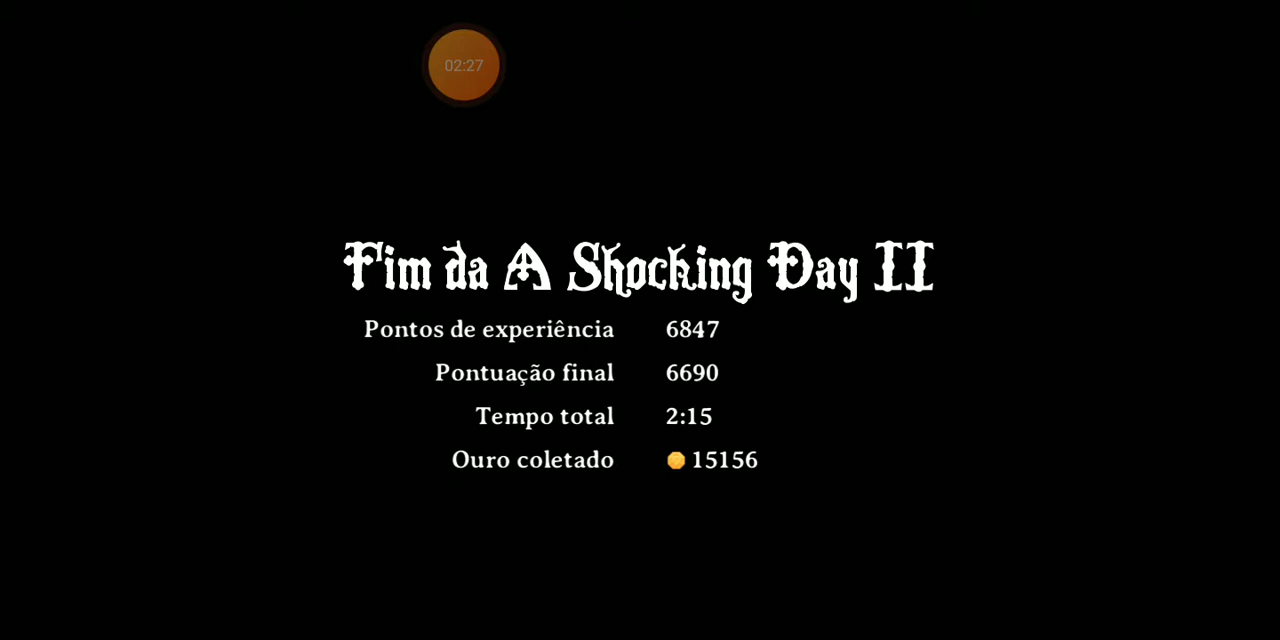 02:27
Fim da A Shocking Day II
Pontos de experiência 6847
Pontuação final 6690
Tempo total 2:15
Ouro coletado 15156